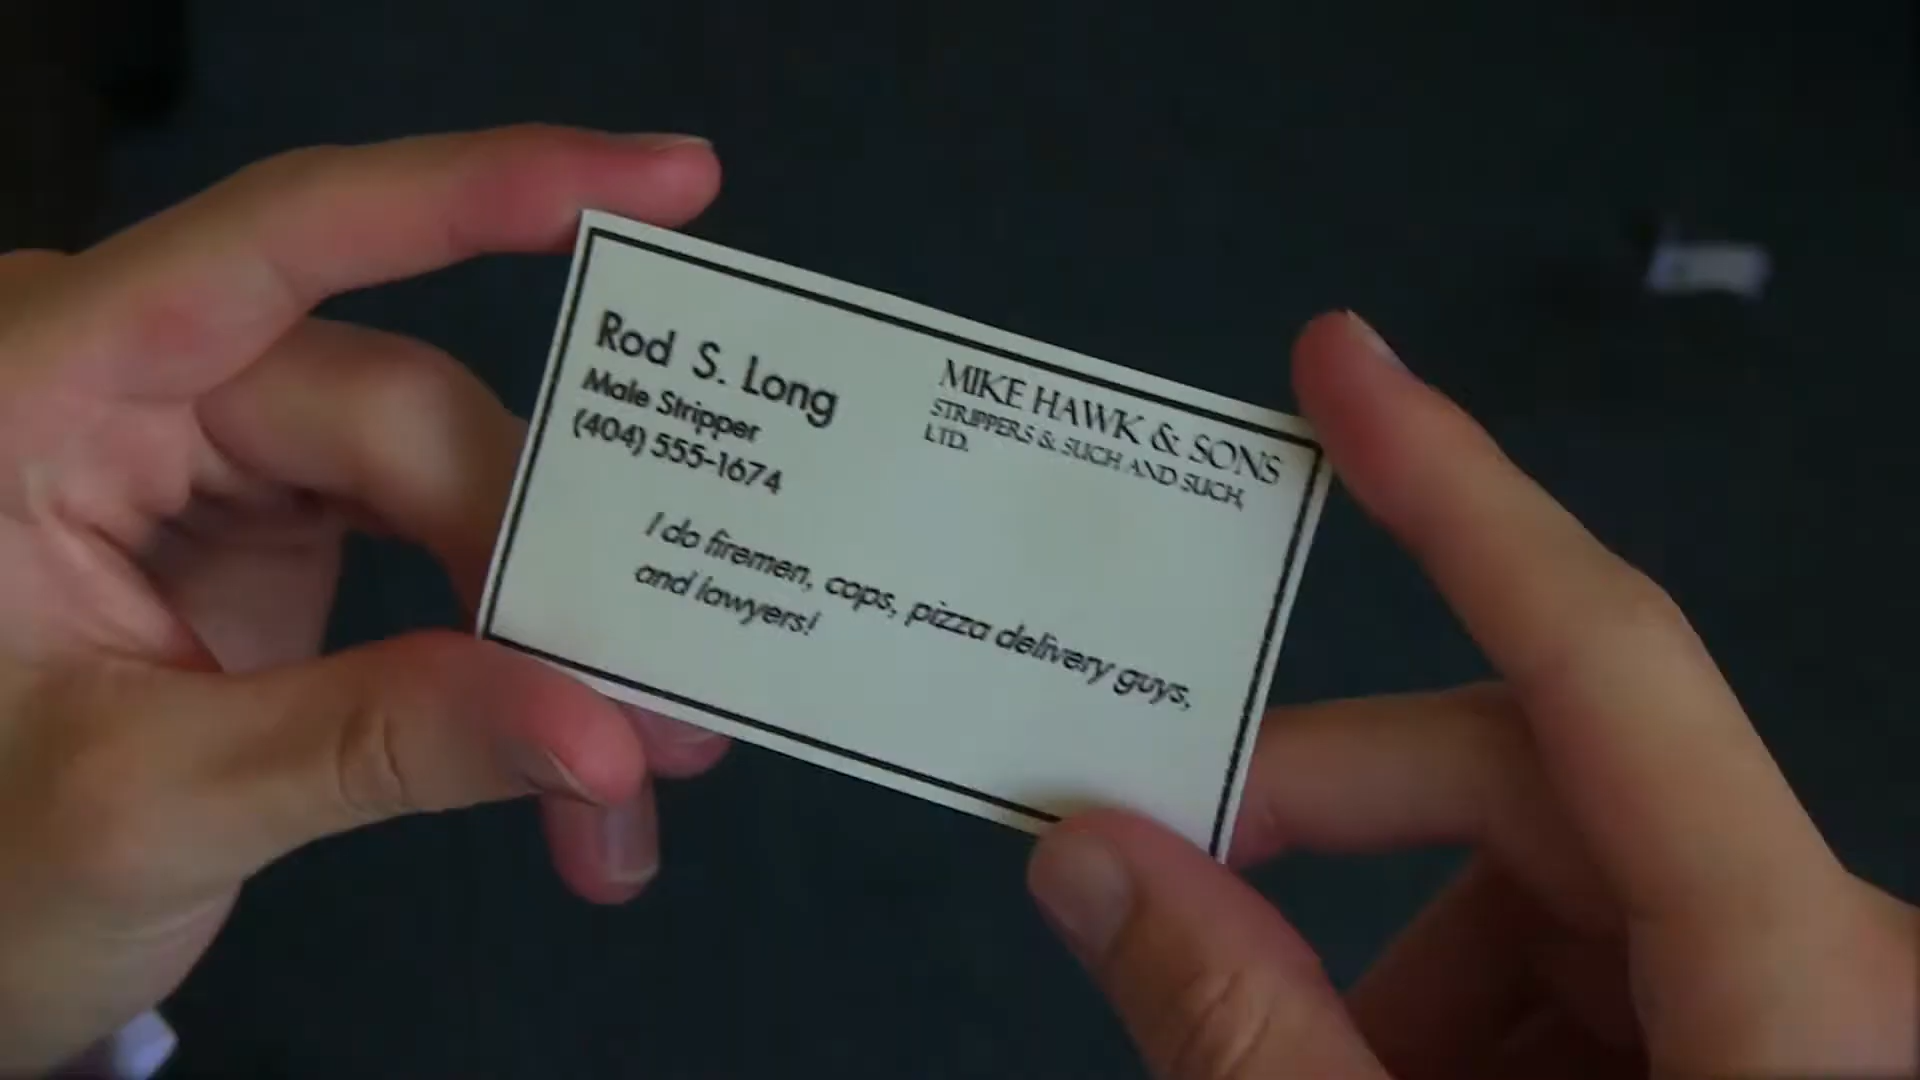 Rod S. Long
Male Stripper
(404) 555-1674
MIKE HAWK & SONS
STRIPPERS & SUCH AND SUCH,
LTD.
I do firemen, cops, pizza delivery guys,
and lawyers!